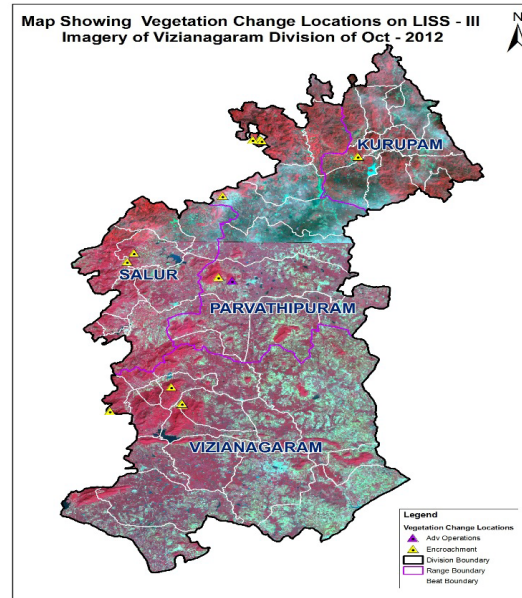 Map Showing Vegetation Change Locations on LISS - III
Imagery of Vizianagaram Division of Oct - 2012
N
KURUPAM
SALUR
PARVATHIPURAM
VIZIANAGARAM
Legend
Vegetation Change Locations
Adv Operations
Encroachment
Division Boundary
Range Boundary
Beat Boundary